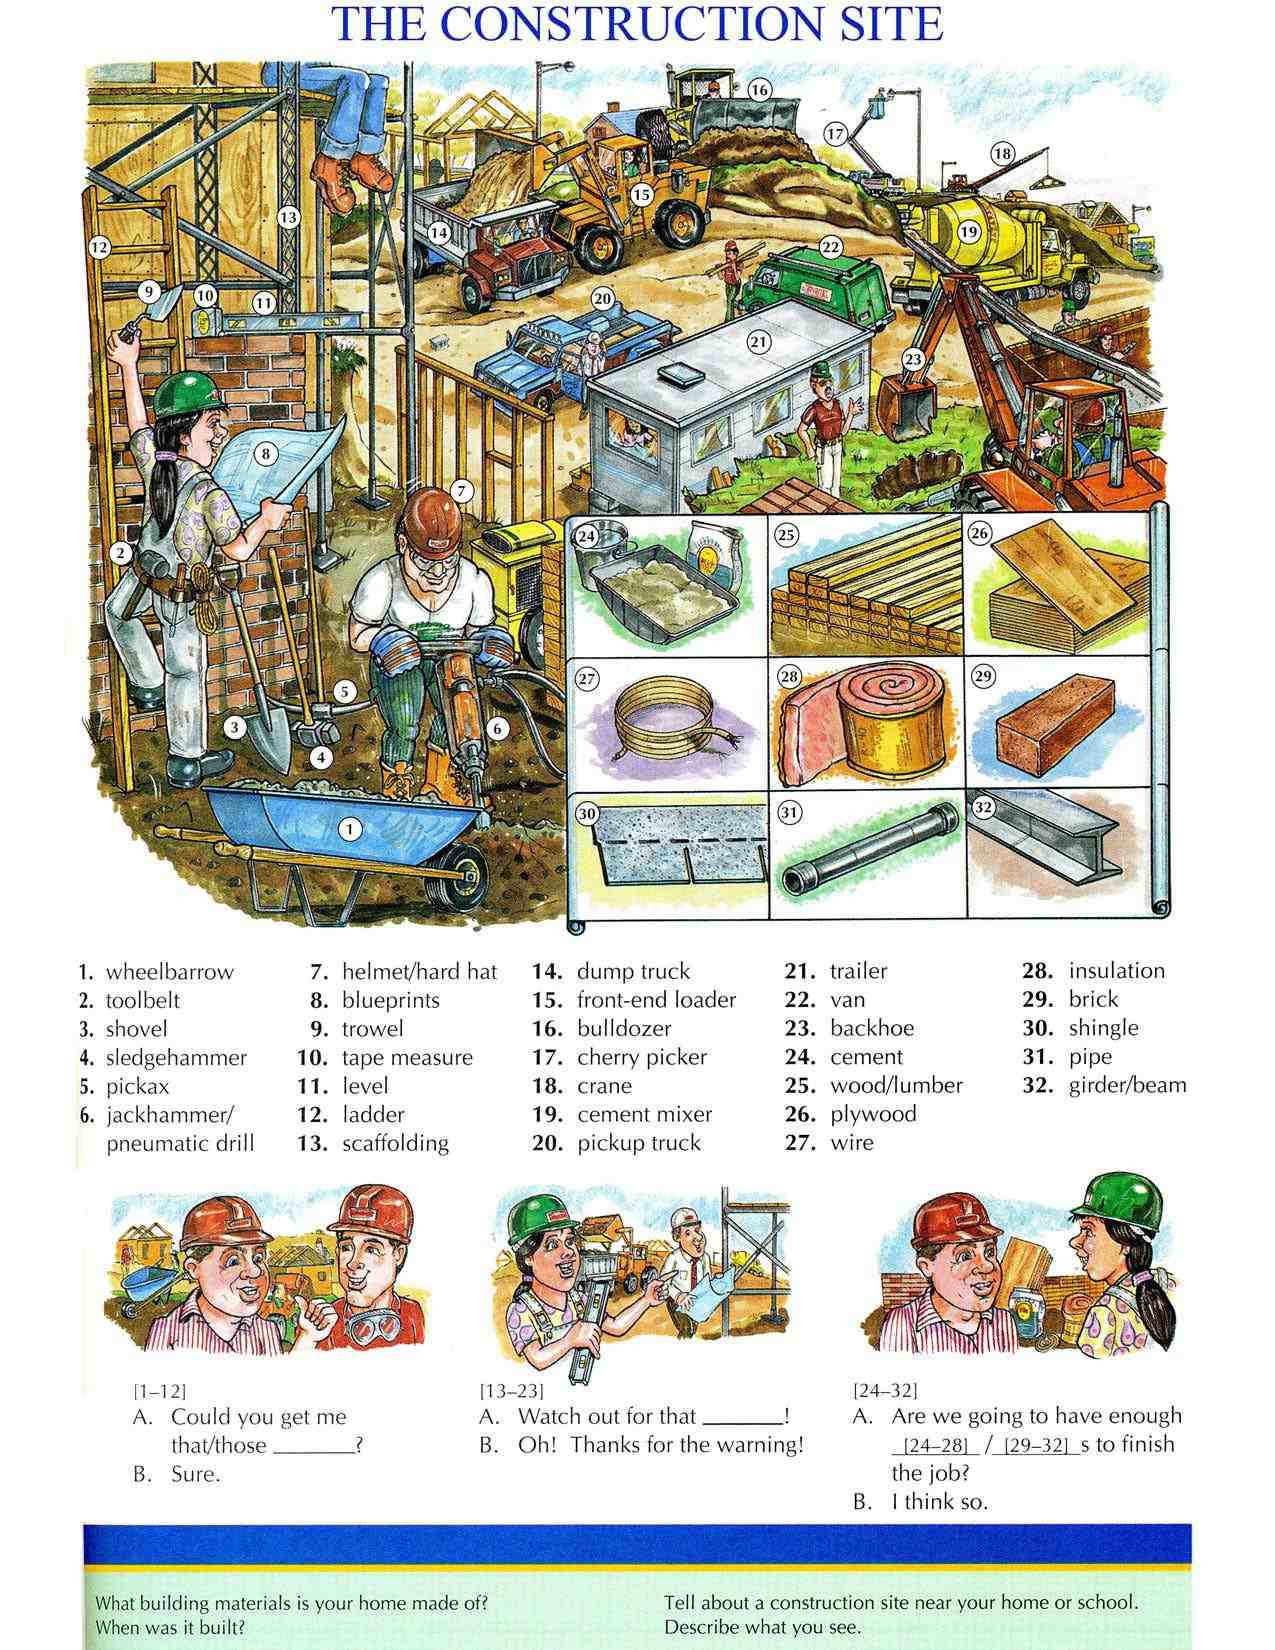 THE CONSTRUCTION SITE
16
17
18
12
13
14
15
19
9
10
11
20
22
21
23
8
7
2
24
25
26
5
3
6
4
27
28
29
1
30
31
32
1. wheelbarrow
2. toolbelt
3. shovel
4. sledgehammer
5. pickax
6. jackhammer/
pneumatic drill
7. helmet/hard hat
8. blueprints
9. trowel
10. tape measure
11. level
12. ladder
13. scaffolding
14. dump truck
15. front-end loader
16. bulldozer
17. cherry picker
18. crane
19. cement mixer
20. pickup truck
21. trailer
22. van
23. backhoe
24. cement
25. wood/lumber
26. plywood
27. wire
28. insulation
29. brick
30. shingle
31. pipe
32. girder/beam
[1–12]
A. Could you get me
that/those ________?
B. Sure.
[13–23]
A. Watch out for that ________!
B. Oh! Thanks for the warning!
[24–32]
A. Are we going to have enough
[24–28] / [29–32] s to finish
the job?
B. I think so.
What building materials is your home made of?
When was it built?
Tell about a construction site near your home or school.
Describe what you see.